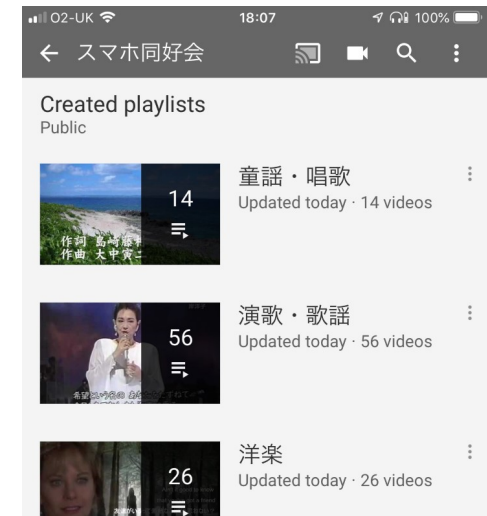 O2-UK 18:07 100%
スマホ同好会
Created playlists
Public
14
作詞 島崎藤村
作曲 大中寅二
童謡・唱歌
Updated today · 14 videos
56
演歌・歌謡
Updated today · 56 videos
26
洋楽
Updated today · 26 videos